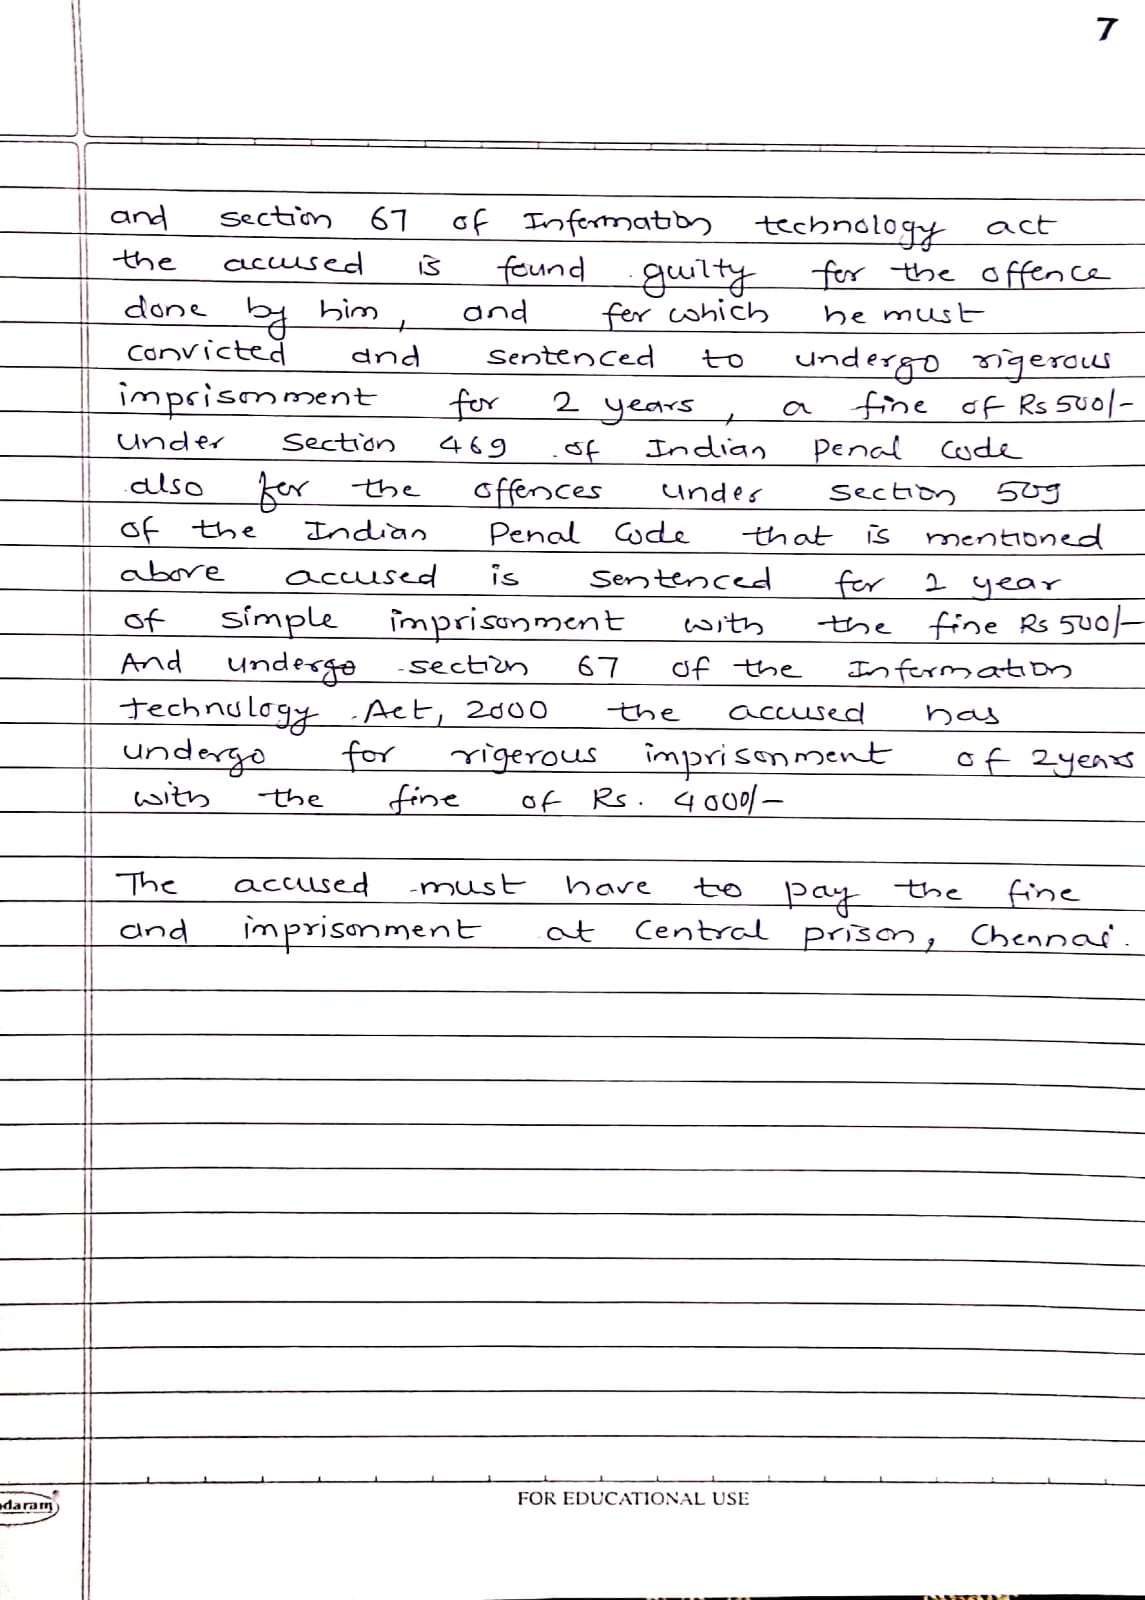 7
and section 67 of Information technology act
the accused is found guilty for the offence
done by him, and for which he must
convicted and sentenced to undergo rigerous
imprisonment for 2 years, a fine of Rs 500/-
under section 469 of Indian Penal Code
also for the offences under section 509
of the Indian Penal Code that is mentioned
above accused is sentenced for 1 year
of simple imprisonment with the fine Rs 500/-
And undergo section 67 of the Information
technology Act, 2000 the accused has
undergo for rigerous imprisonment of 2 years
with the fine of Rs. 4000/-
The accused must have to pay the fine
and imprisonment at Central prison, Chennai.
daram
FOR EDUCATIONAL USE